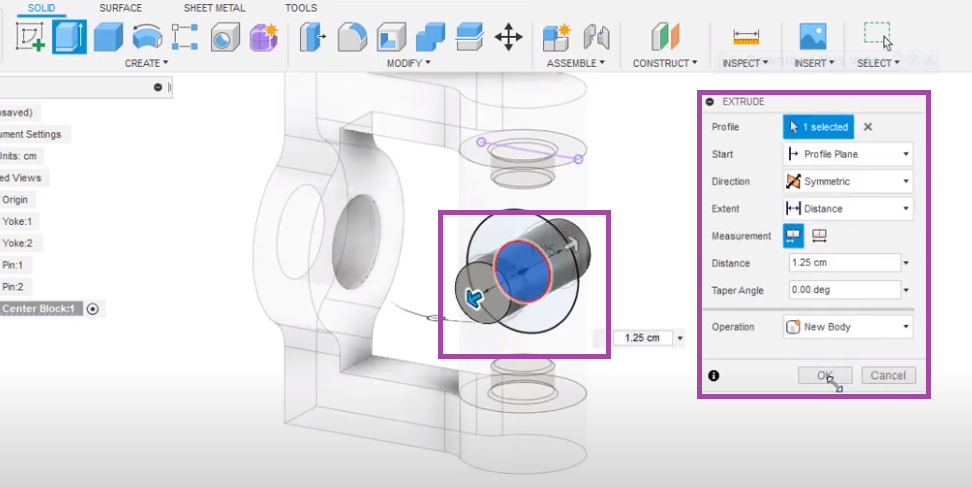 SOLID SURFACE SHEET METAL TOOLS
CREATE MODIFY ASSEMBLE CONSTRUCT INSPECT INSERT SELECT
saved)
ument Settings
Units: cm
ed Views
Origin
Yoke:1
Yoke:2
Pin:1
Pin:2
Center Block:1
1.25 cm
EXTRUDE
Profile 1 selected
Start Profile Plane
Direction Symmetric
Extent Distance
Measurement
Distance 1.25 cm
Taper Angle 0.00 deg
Operation New Body
OK Cancel